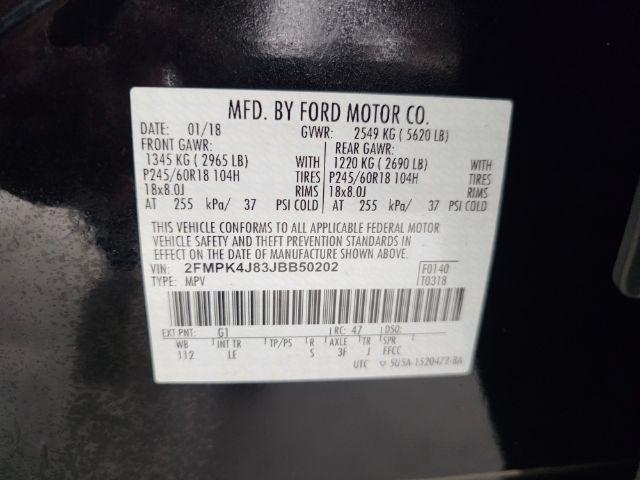 MFD. BY FORD MOTOR CO.
DATE: 01/18 GVWR: 2549 KG ( 5620 LB)
FRONT GAWR: REAR GAWR:
1345 KG ( 2965 LB) WITH 1220 KG ( 2690 LB) WITH
P245/60R18 104H TIRES P245/60R18 104H TIRES
18x8.0J RIMS 18x8.0J RIMS
AT 255 kPa/ 37 PSI COLD AT 255 kPa/ 37 PSI COLD
THIS VEHICLE CONFORMS TO ALL APPLICABLE FEDERAL MOTOR
VEHICLE SAFETY AND THEFT PREVENTION STANDARDS IN
EFFECT ON THE DATE OF MANUFACTURE SHOWN ABOVE.
VIN: 2FMPK4J83JBB50202 F0140
TYPE: MPV T0318
EXT PNT: G1 RC: 47 DSO:
WB INT TR TP/PS R AXLE TR SPR
112 LE S 3F J FFCC
UTC 5U5A-1520472-BA